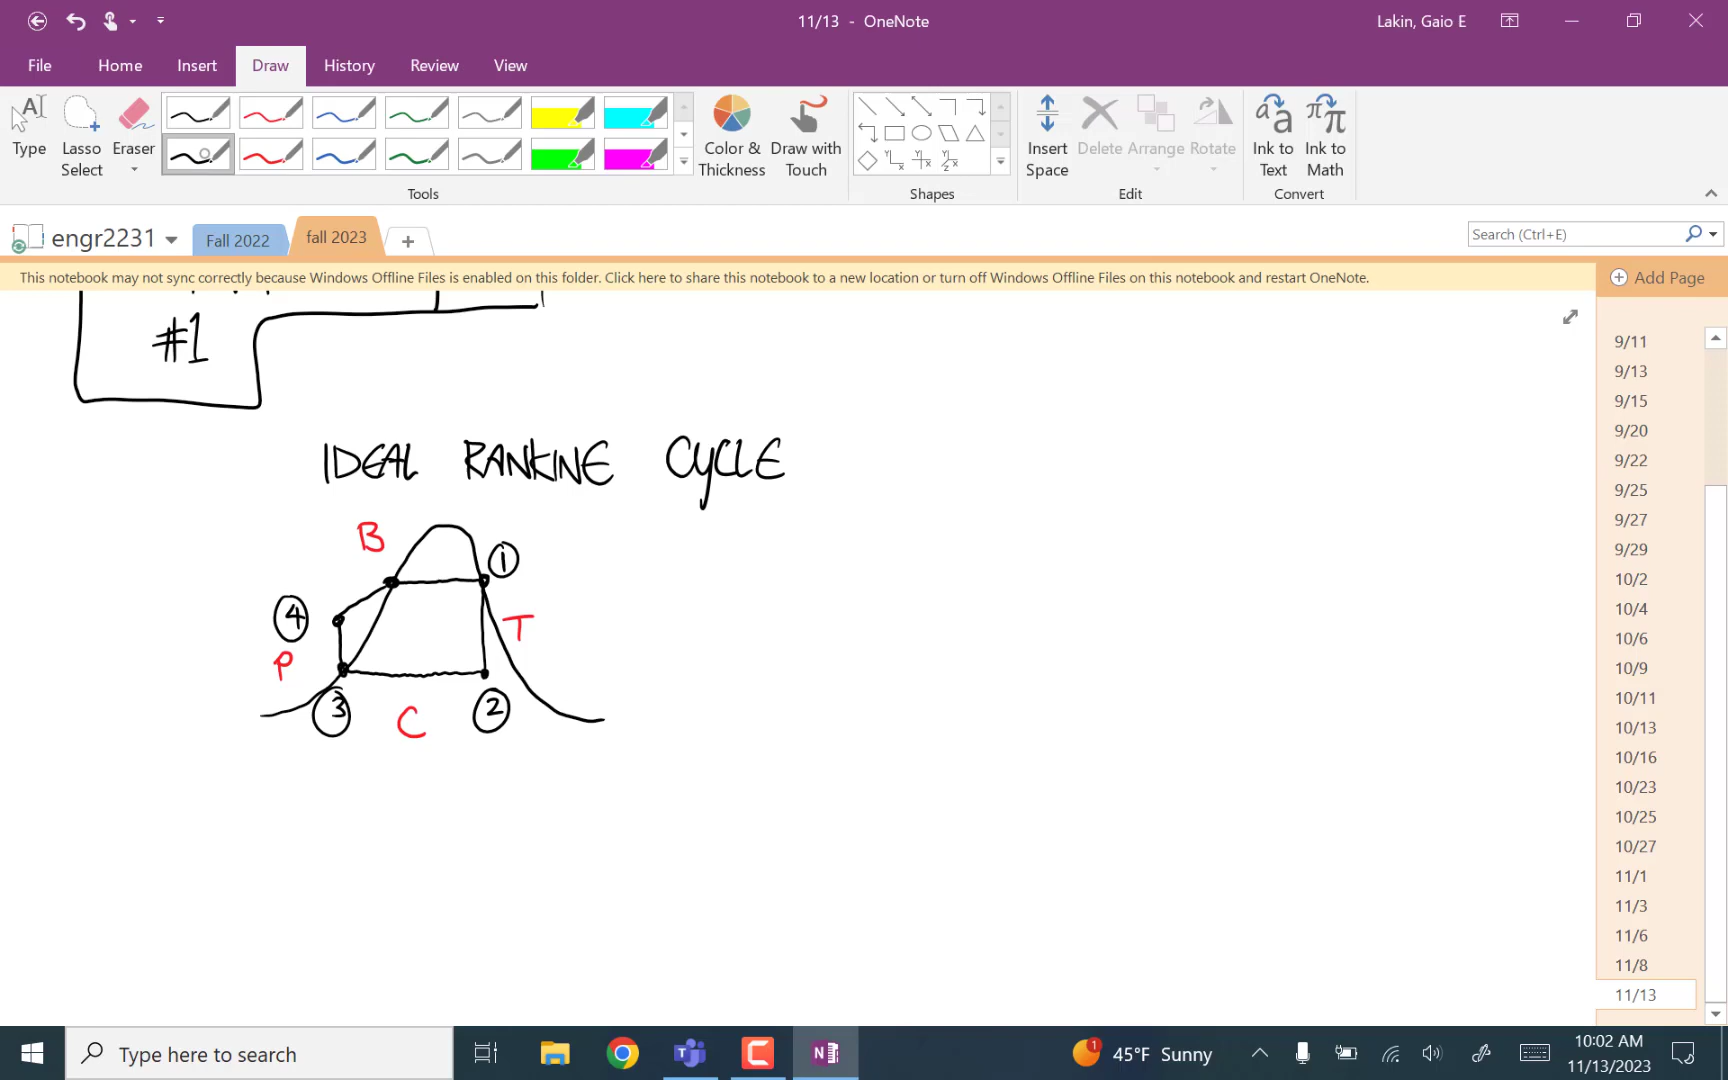 11/13 - OneNote
Lakin, Gaio E
File Home Insert Draw History Review View
Type
Lasso Select
Eraser
Color & Thickness
Draw with Touch
Insert Space
Delete Arrange Rotate
Ink to Text
Ink to Math
Tools Shapes Edit Convert
engr2231
Fall 2022
fall 2023
+
Search (Ctrl+E)
This notebook may not sync correctly because Windows Offline Files is enabled on this folder. Click here to share this notebook to a new location or turn off Windows Offline Files on this notebook and restart OneNote.
Add Page
#1
IDEAL RANKINE CYCLE
B
1
4
T
P
3
C
2
9/11
9/13
9/15
9/20
9/22
9/25
9/27
9/29
10/2
10/4
10/6
10/9
10/11
10/13
10/16
10/23
10/25
10/27
11/1
11/3
11/6
11/8
11/13
Type here to search
45°F Sunny
10:02 AM
11/13/2023